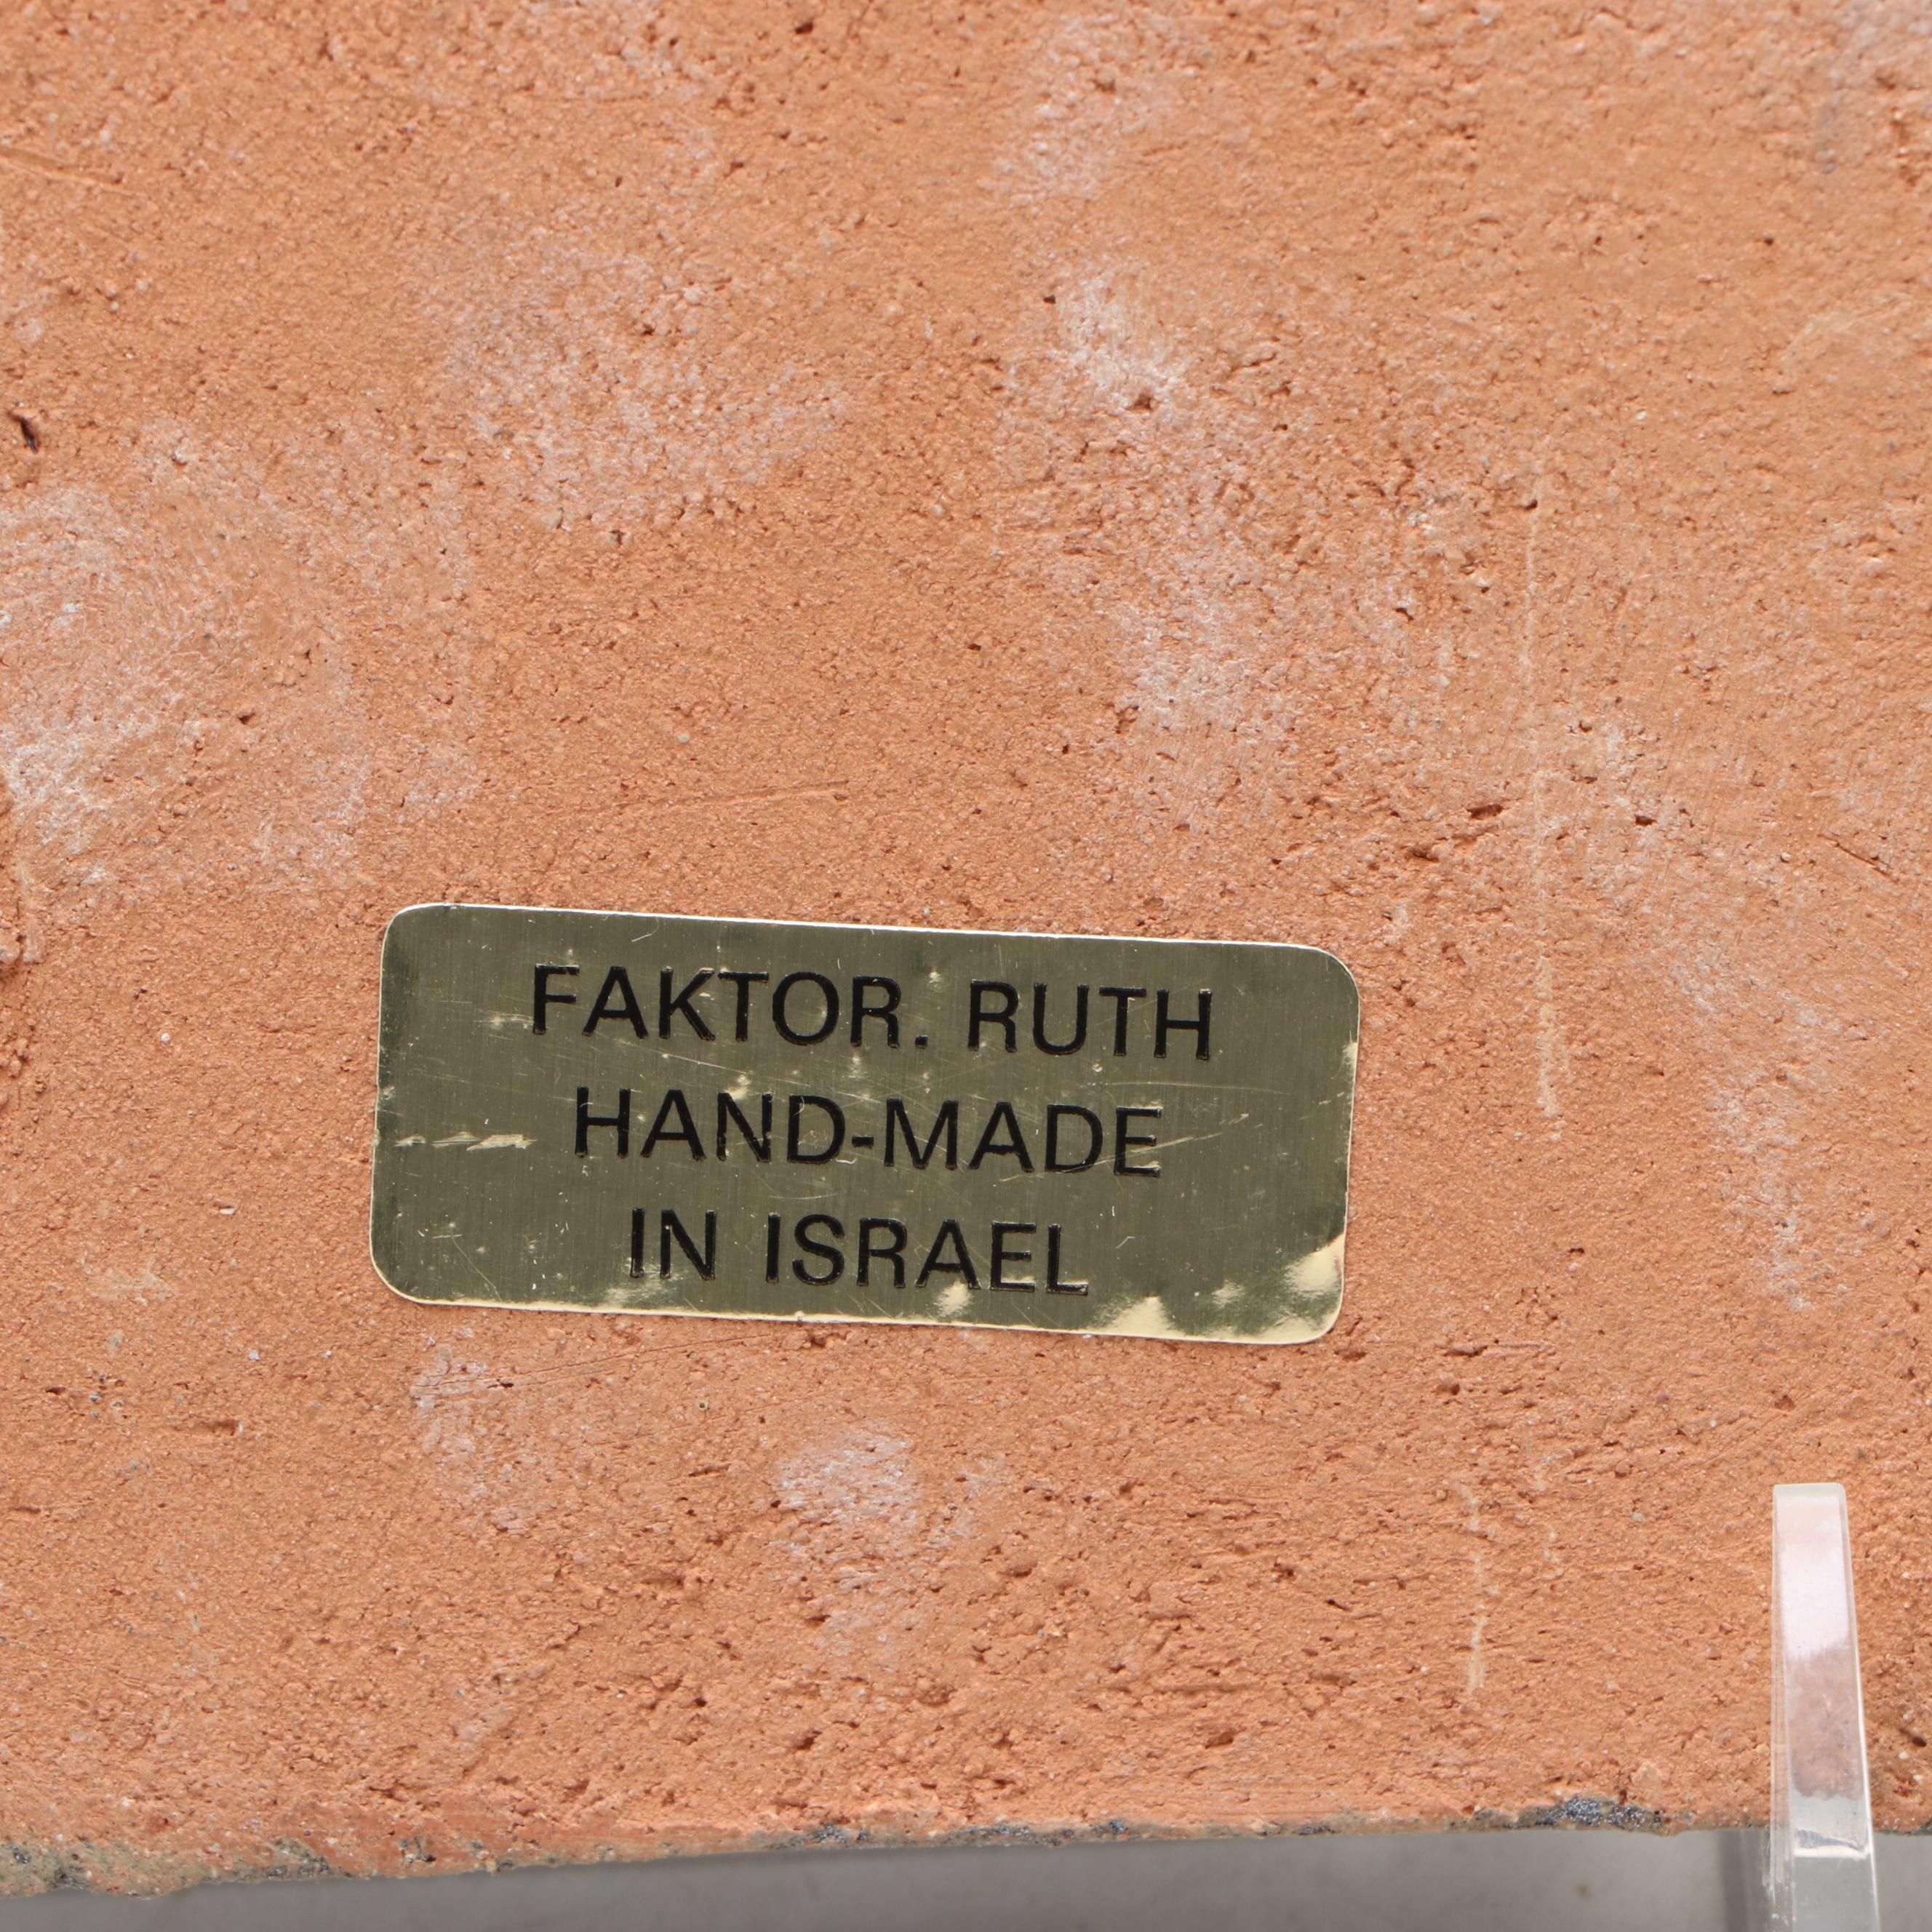 FAKTOR. RUTH
HAND-MADE
IN ISRAEL